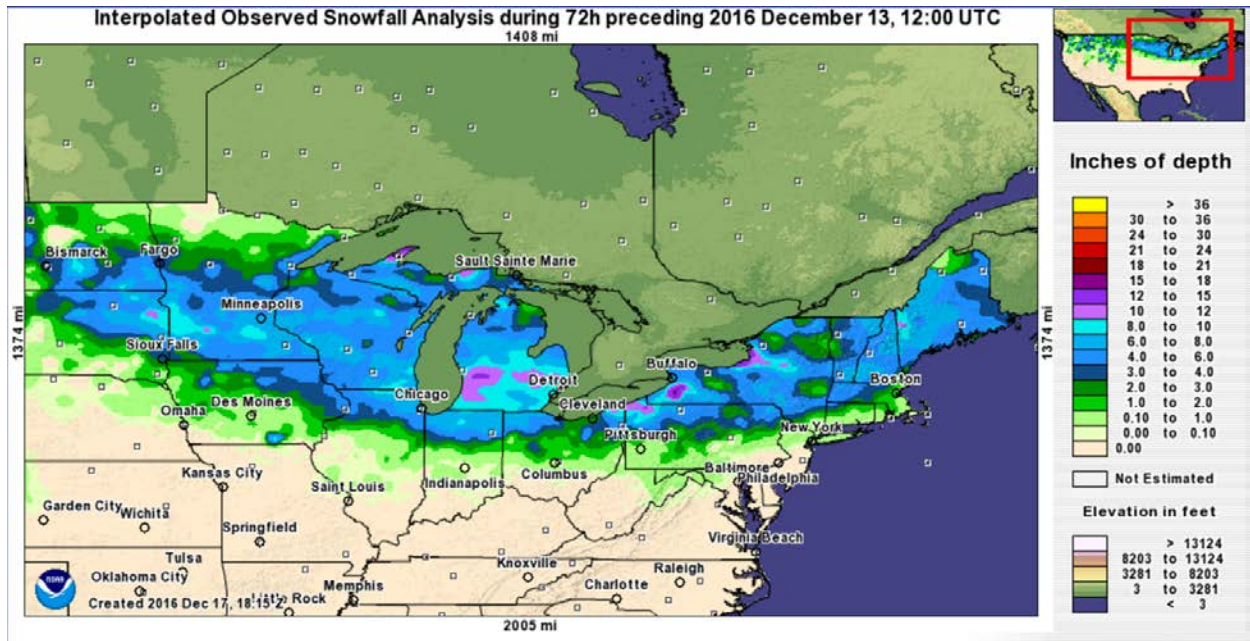 Interpolated Observed Snowfall Analysis during 72h preceding 2016 December 13, 12:00 UTC
1408 mi
1374 mi
1374 mi
2005 mi
Bismarck
Fargo
Sault Sainte Marie
Minneapolis
Sioux Falls
Buffalo
Boston
Detroit
Chicago
Cleveland
Omaha
Des Moines
New York
Pittsburgh
Kansas City
Indianapolis
Columbus
Baltimore
Philadelphia
Saint Louis
Garden City
Wichita
Springfield
Virginia Beach
Tulsa
Knoxville
Raleigh
Oklahoma City
Memphis
Charlotte
Little Rock
NOAA
Created 2016 Dec 17, 18:15 Z
Inches of depth
> 36
30 to 36
24 to 30
21 to 24
18 to 21
15 to 18
12 to 15
10 to 12
8.0 to 10
6.0 to 8.0
4.0 to 6.0
3.0 to 4.0
2.0 to 3.0
1.0 to 2.0
0.10 to 1.0
0.00 to 0.10
0.00
Not Estimated
Elevation in feet
> 13124
8203 to 13124
3281 to 8203
3 to 3281
< 3